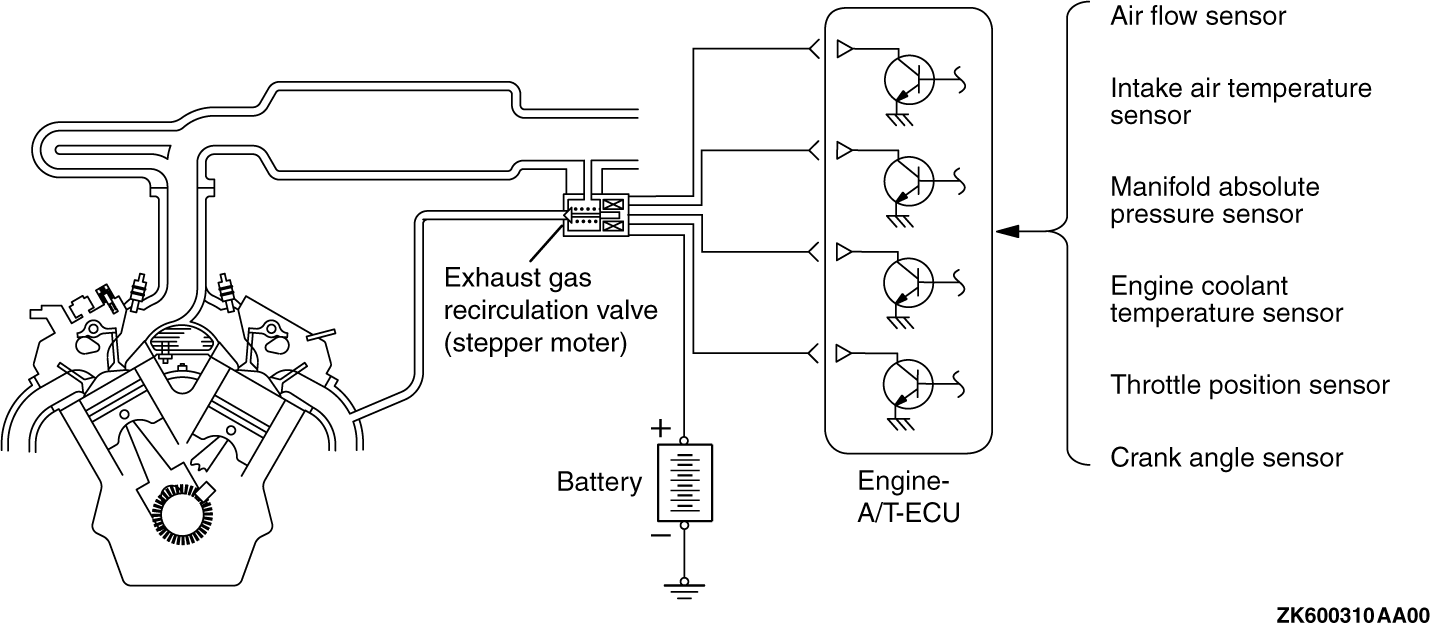 Air flow sensor
Intake air temperature
sensor
Manifold absolute
pressure sensor
Engine coolant
temperature sensor
Throttle position sensor
Crank angle sensor
Exhaust gas
recirculation valve
(stepper moter)
+
Battery
−
Engine-
A/T-ECU
ZK600310AA00